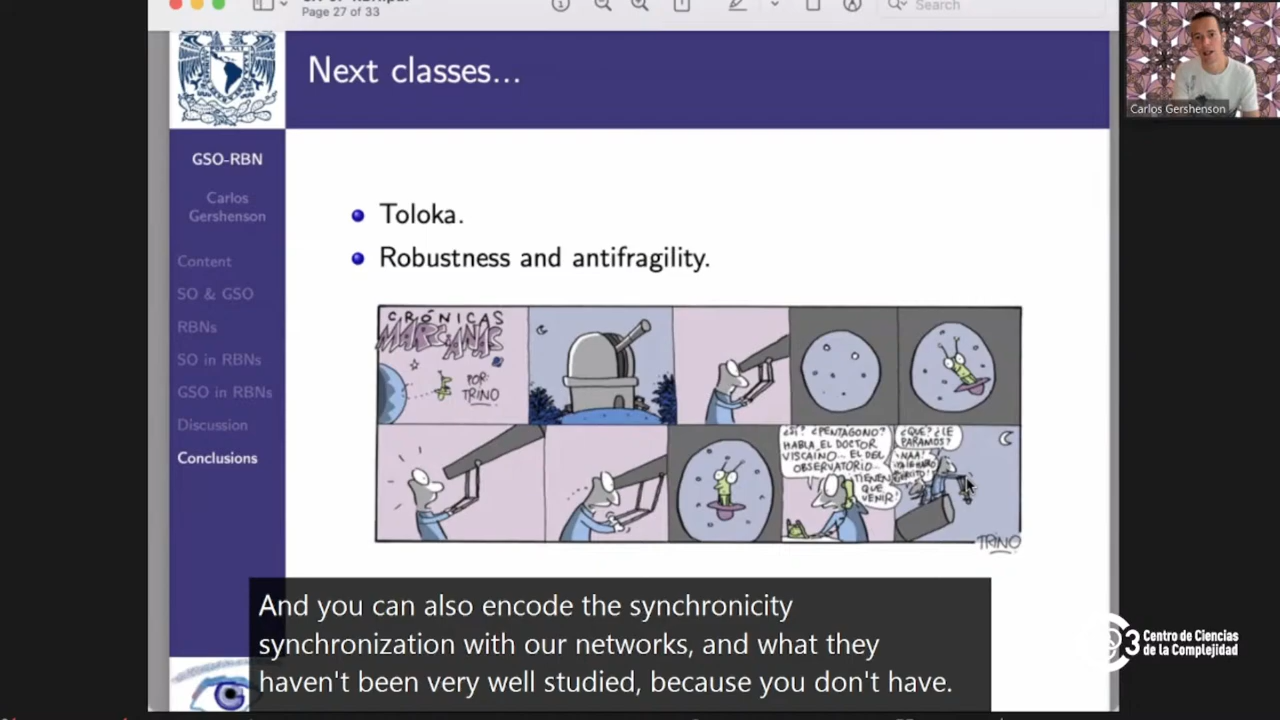 Page 27 of 33
Search
Next classes...
GSO-RBN
Carlos
Gershenson
Content
SO & GSO
RBNs
SO in RBNs
GSO in RBNs
Discussion
Conclusions
Toloka.
Robustness and antifragility.
CRÓNICAS
MARCIANAS
POR:
TRINO
¿SÍ? ¿PENTÁGONO?
HABLA EL DOCTOR
VISCAINO... EL DEL
OBSERVATORIO...
TIENEN
QUE
VENIR!
¿QUÉ? ¿LE
PARAMOS?
¡NAA!
TRINO
And you can also encode the synchronicity
synchronization with our networks, and what they
haven't been very well studied, because you don't have.
Carlos Gershenson
C3 Centro de Ciencias
de la Complejidad